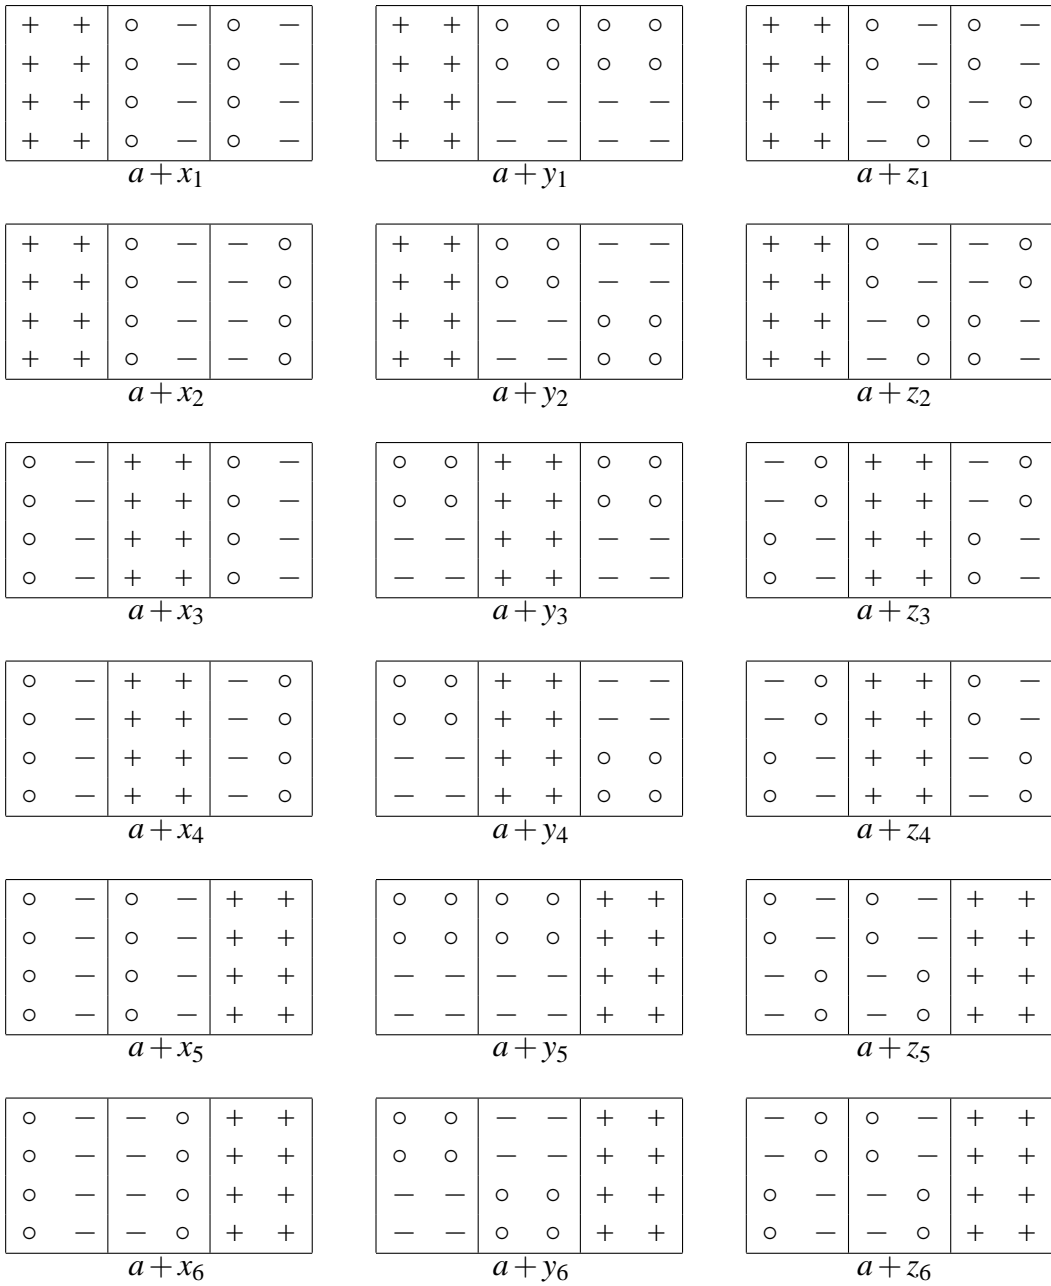 + + ○ — ○ — + + ○ ○ ○ ○ + + ○ — ○ —
+ + ○ — ○ — + + ○ ○ ○ ○ + + ○ — ○ —
+ + ○ — ○ — + + — — — — + + — ○ — ○
+ + ○ — ○ — + + — — — — + + — ○ — ○
a + x₁ a + y₁ a + z₁
+ + ○ — — ○ + + ○ ○ — — + + ○ — — ○
+ + ○ — — ○ + + ○ ○ — — + + ○ — — ○
+ + ○ — — ○ + + — — ○ ○ + + — ○ ○ —
+ + ○ — — ○ + + — — ○ ○ + + — ○ ○ —
a + x₂ a + y₂ a + z₂
○ — + + ○ — ○ ○ + + ○ ○ — ○ + + — ○
○ — + + ○ — ○ ○ + + ○ ○ — ○ + + — ○
○ — + + ○ — — — + + — — ○ — + + ○ —
○ — + + ○ — — — + + — — ○ — + + ○ —
a + x₃ a + y₃ a + z₃
○ — + + — ○ ○ ○ + + — — — ○ + + ○ —
○ — + + — ○ ○ ○ + + — — — ○ + + ○ —
○ — + + — ○ — — + + ○ ○ ○ — + + — ○
○ — + + — ○ — — + + ○ ○ ○ — + + — ○
a + x₄ a + y₄ a + z₄
○ — ○ — + + ○ ○ ○ ○ + + ○ — ○ — + +
○ — ○ — + + ○ ○ ○ ○ + + ○ — ○ — + +
○ — ○ — + + — — — — + + — ○ — ○ + +
○ — ○ — + + — — — — + + — ○ — ○ + +
a + x₅ a + y₅ a + z₅
○ — — ○ + + ○ ○ — — + + — ○ ○ — + +
○ — — ○ + + ○ ○ — — + + — ○ ○ — + +
○ — — ○ + + — — ○ ○ + + ○ — — ○ + +
○ — — ○ + + — — ○ ○ + + ○ — — ○ + +
a + x₆ a + y₆ a + z₆